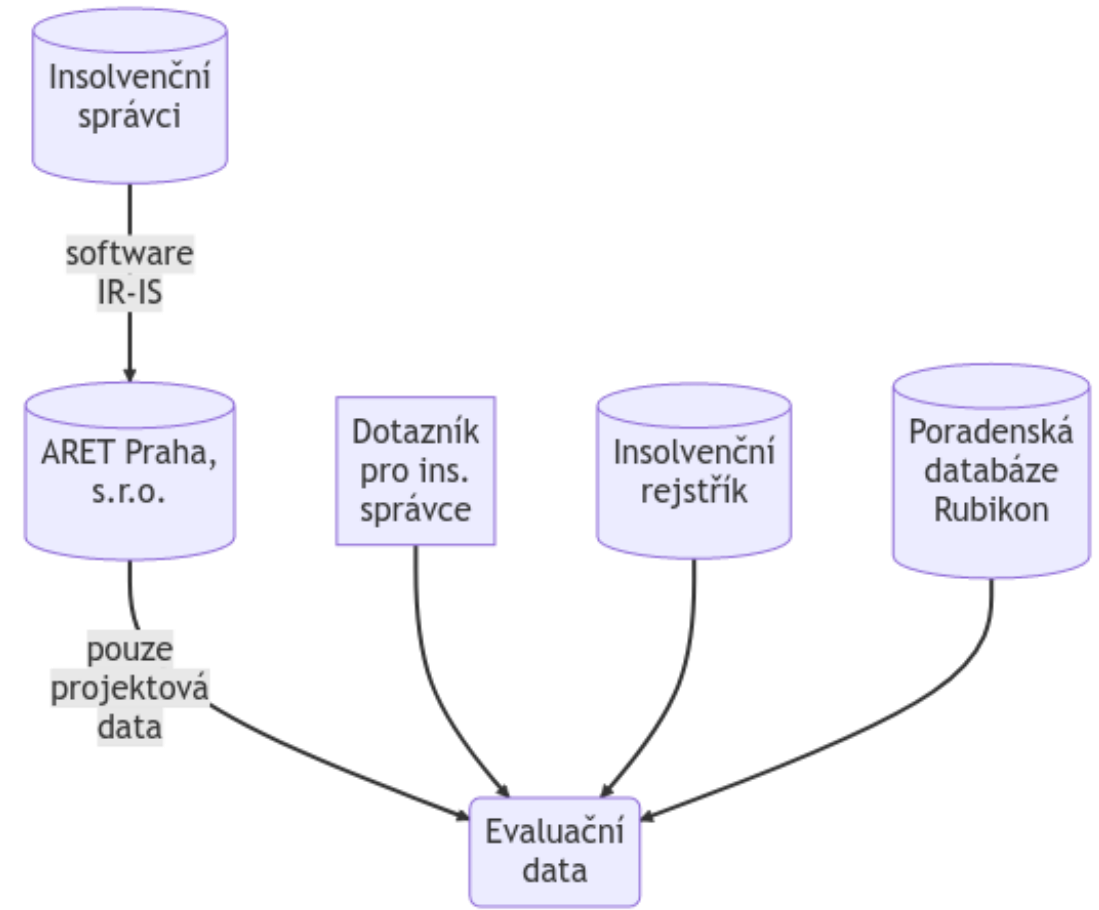 Insolvenční
správci
software
IR-IS
ARET Praha,
s.r.o.
Dotazník
pro ins.
správce
Insolvenční
rejstřík
Poradenská
databáze
Rubikon
pouze
projektová
data
Evaluační
data